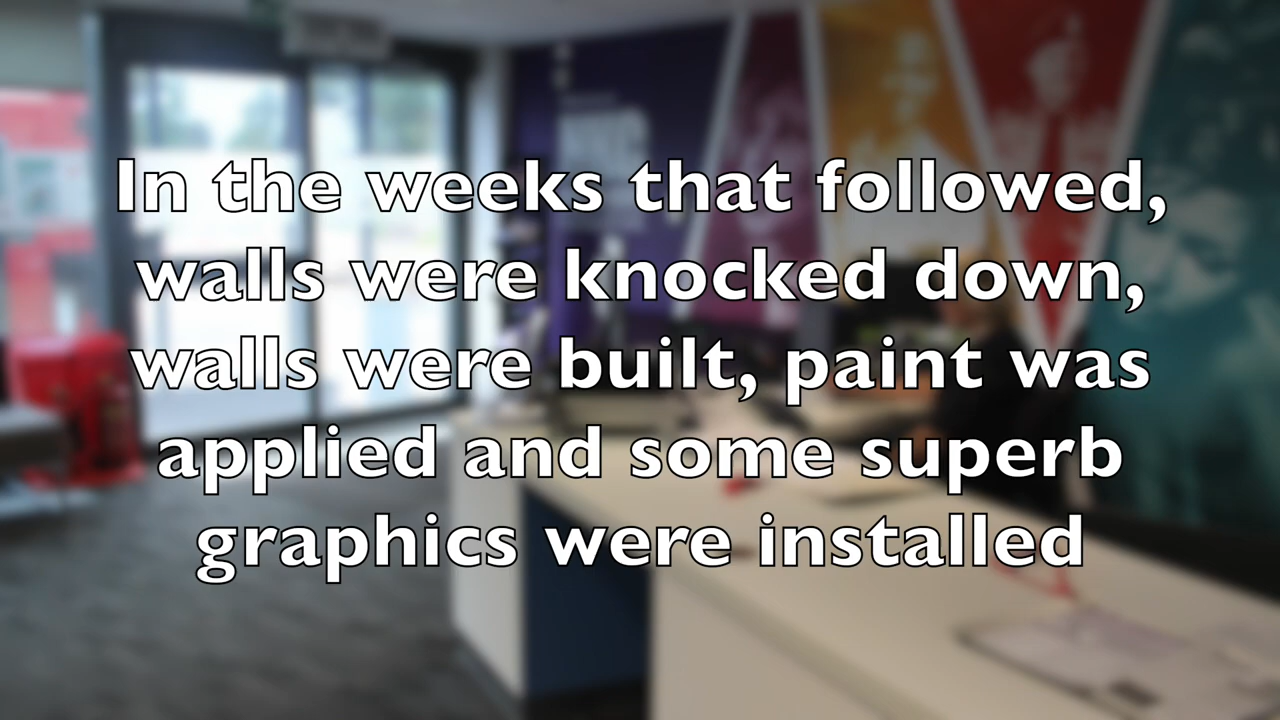 In the weeks that followed,
walls were knocked down,
walls were built, paint was
applied and some superb
graphics were installed